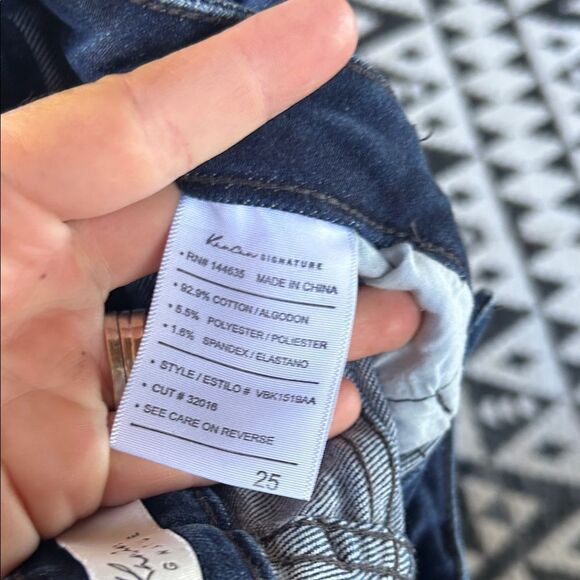 KanCan SIGNATURE
• RN# 144635 MADE IN CHINA
• 92.9% COTTON / ALGODON
• 5.5% POLYESTER / POLIESTER
• 1.6% SPANDEX / ELASTANO
• STYLE / ESTILO # VBK1519AA
• CUT # 32016
• SEE CARE ON REVERSE
25